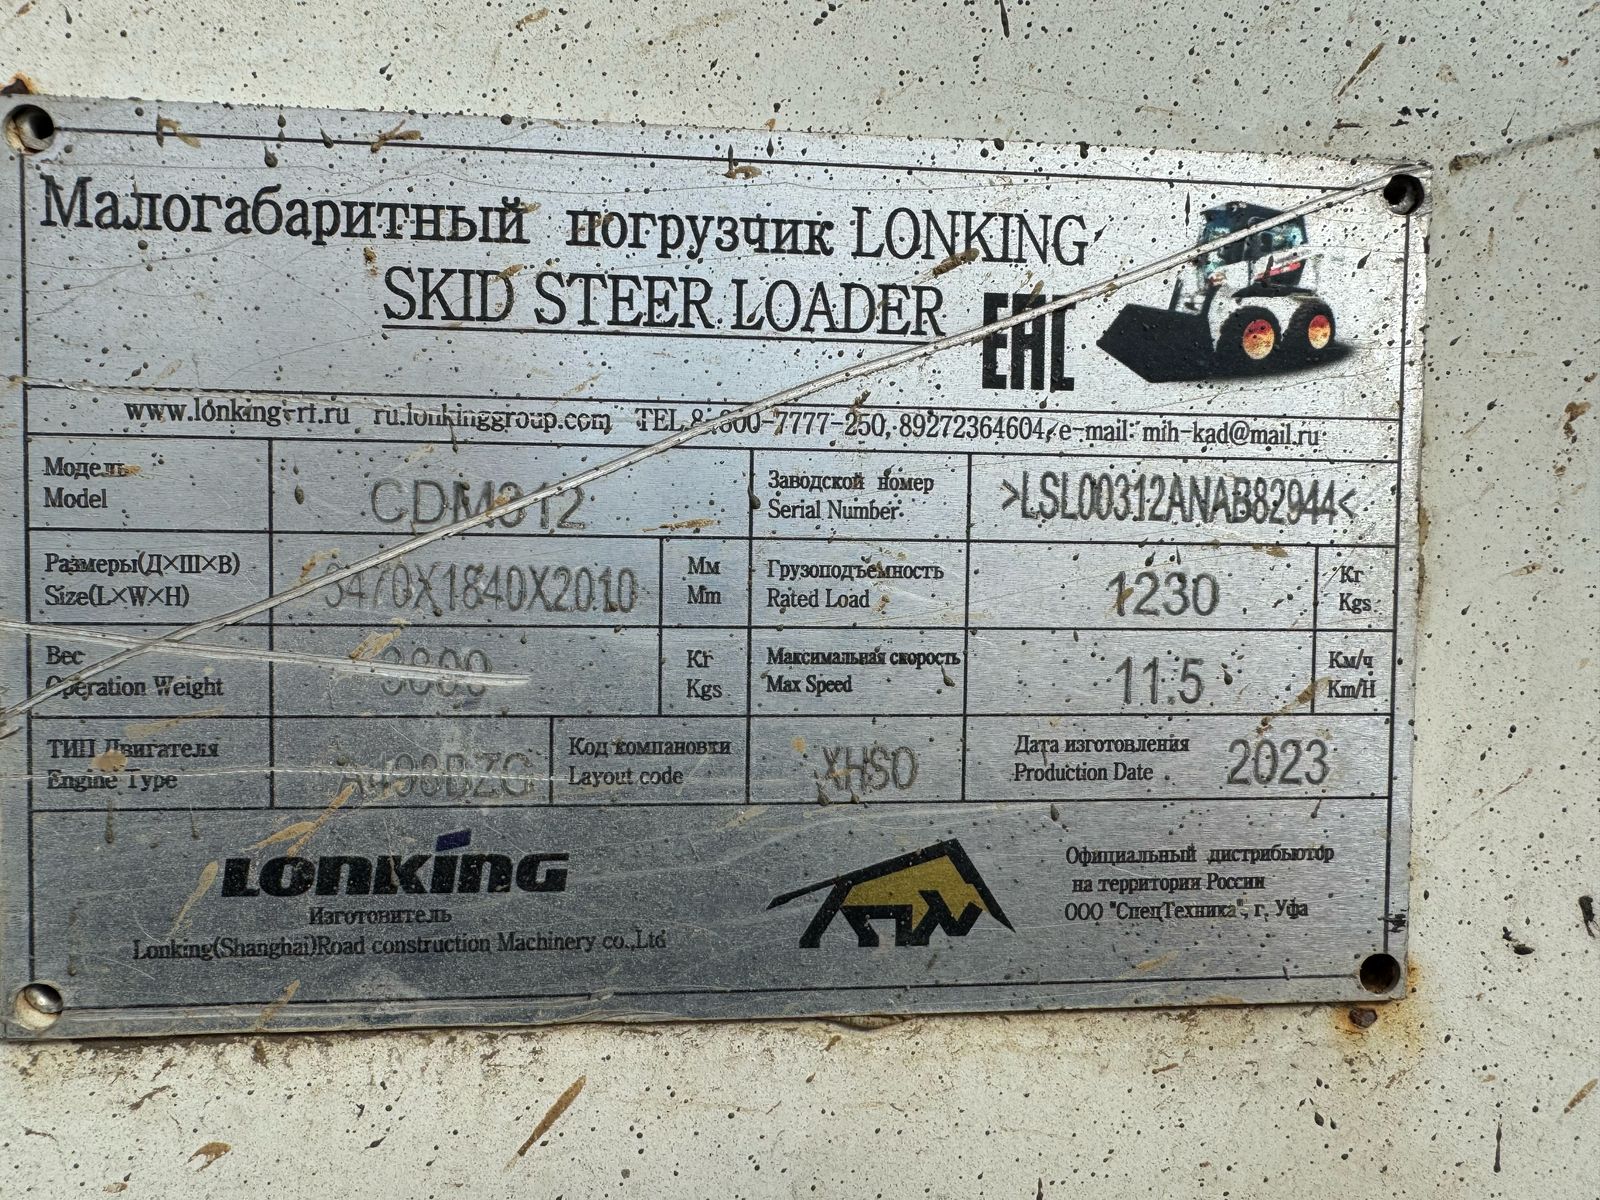 Малогабаритный погрузчик LONKING
SKID STEER LOADER
EAC
www.lonking-rt.ru ru.lonkinggroup.com TEL.8-800-7777-250, 89272364604, e-mail: mih-kad@mail.ru
Модель
Model
CDM312
Заводской номер
Serial Number
>LSL00312ANAB82944<
Размеры(Д×Ш×В)
Size(L×W×H)
3470X1840X2010
Мм
Mm
Грузоподъемность
Rated Load
1230
Кг
Kgs
Вес
Operation Weight
3800
Кг
Kgs
Максимальная скорость
Max Speed
11.5
Км/ч
Km/H
ТИП Двигателя
Engine Type
Код компановки
Layout code
XHSO
Дата изготовления
Production Date
2023
LONKING
Изготовитель
Lonking(Shanghai)Road construction Machinery co.,Ltd
Официальный дистрибьютор
на территории России
ООО "СпецТехника", г. Уфа